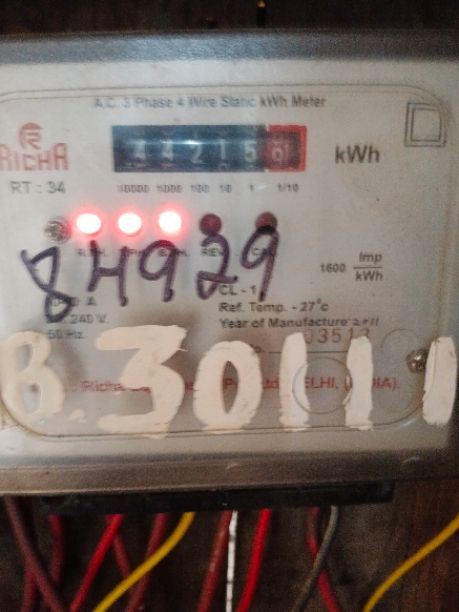 A.C. 3 Phase 4 Wire Static kWh Meter
RICHA
kWh
RT : 34
10000 1000 100 10 1 1/10
84929
1600 Imp/kWh
CL - 1
Ref. Temp. - 27°c
240 V.
Year of Manufacture
50 Hz
B.30111